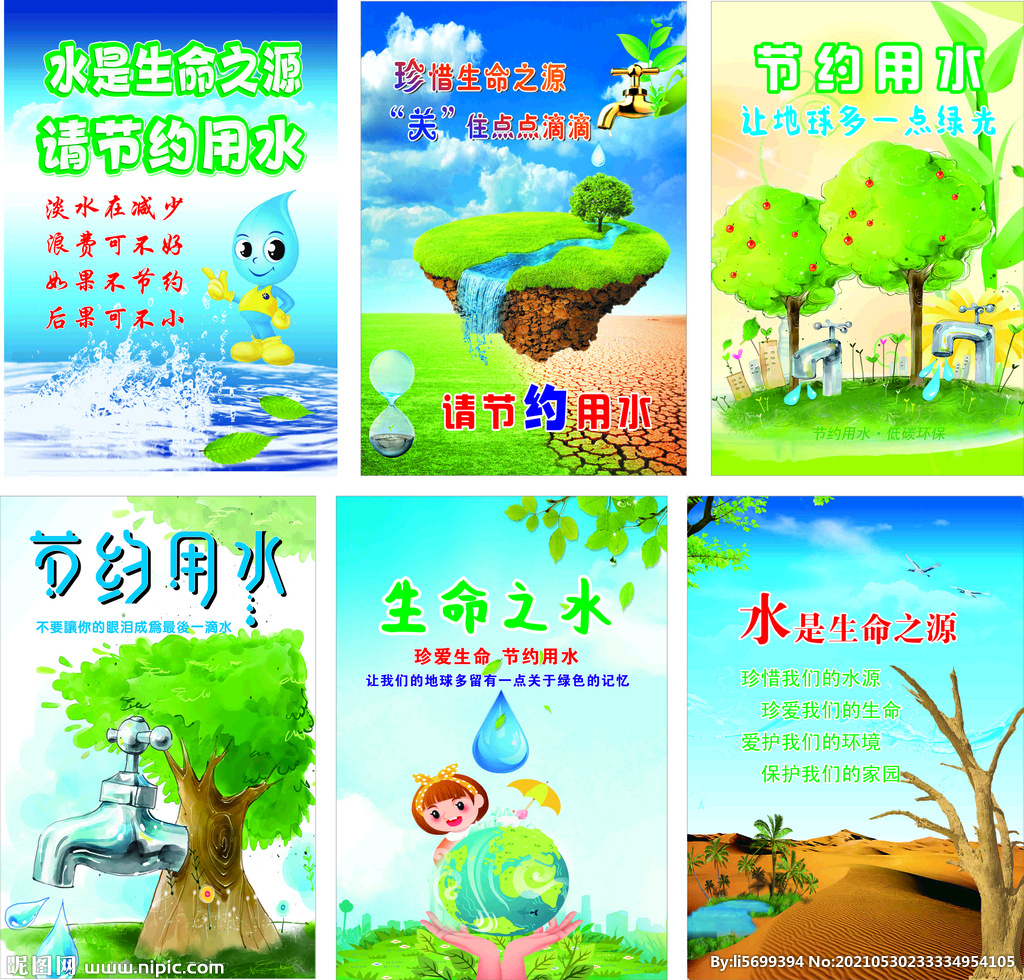 水是生命之源
请节约用水
淡水在减少
浪费可不好
如果不节约
后果可不小
珍惜生命之源
“关”住点点滴滴
请节约用水
节约用水
让地球多一点绿光
节约用水·低碳环保
节约用水
不要讓你的眼泪成為最後一滴水
生命之水
珍爱生命 节约用水
让我们的地球多留有一点关于绿色的记忆
水是生命之源
珍惜我们的水源
珍爱我们的生命
爱护我们的环境
保护我们的家园
昵图网 www.nipic.com
By:li5699394 No:20210530233334954105